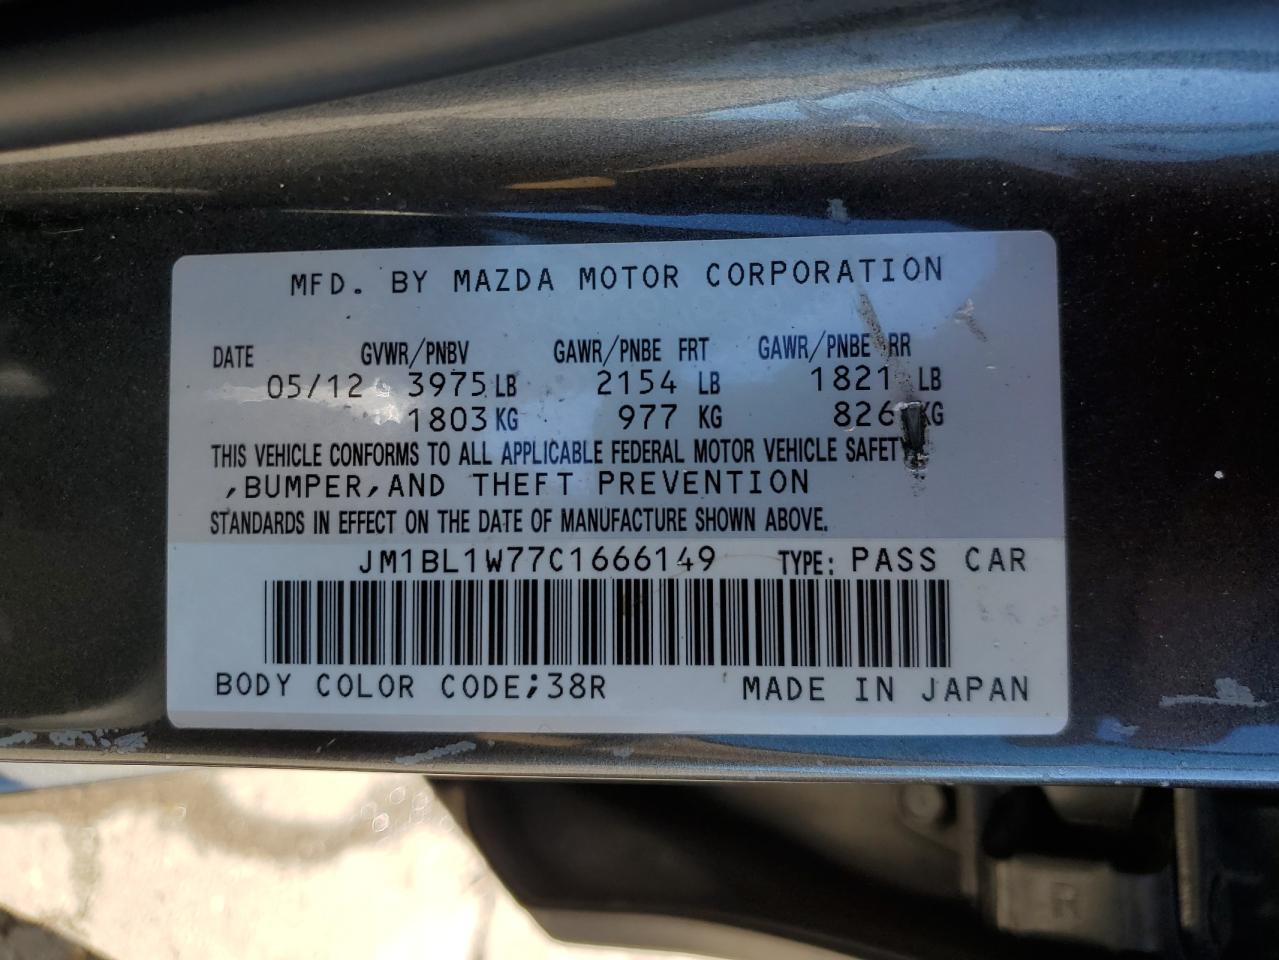 MFD. BY MAZDA MOTOR CORPORATION
DATE GVWR/PNBV GAWR/PNBE FRT GAWR/PNBE RR
05/12 3975 LB 2154 LB 1821 LB
1803 KG 977 KG 826 KG
THIS VEHICLE CONFORMS TO ALL APPLICABLE FEDERAL MOTOR VEHICLE SAFETY
,BUMPER,AND THEFT PREVENTION
STANDARDS IN EFFECT ON THE DATE OF MANUFACTURE SHOWN ABOVE.
JM1BL1W77C1666149 TYPE: PASS CAR
BODY COLOR CODE;38R MADE IN JAPAN
R